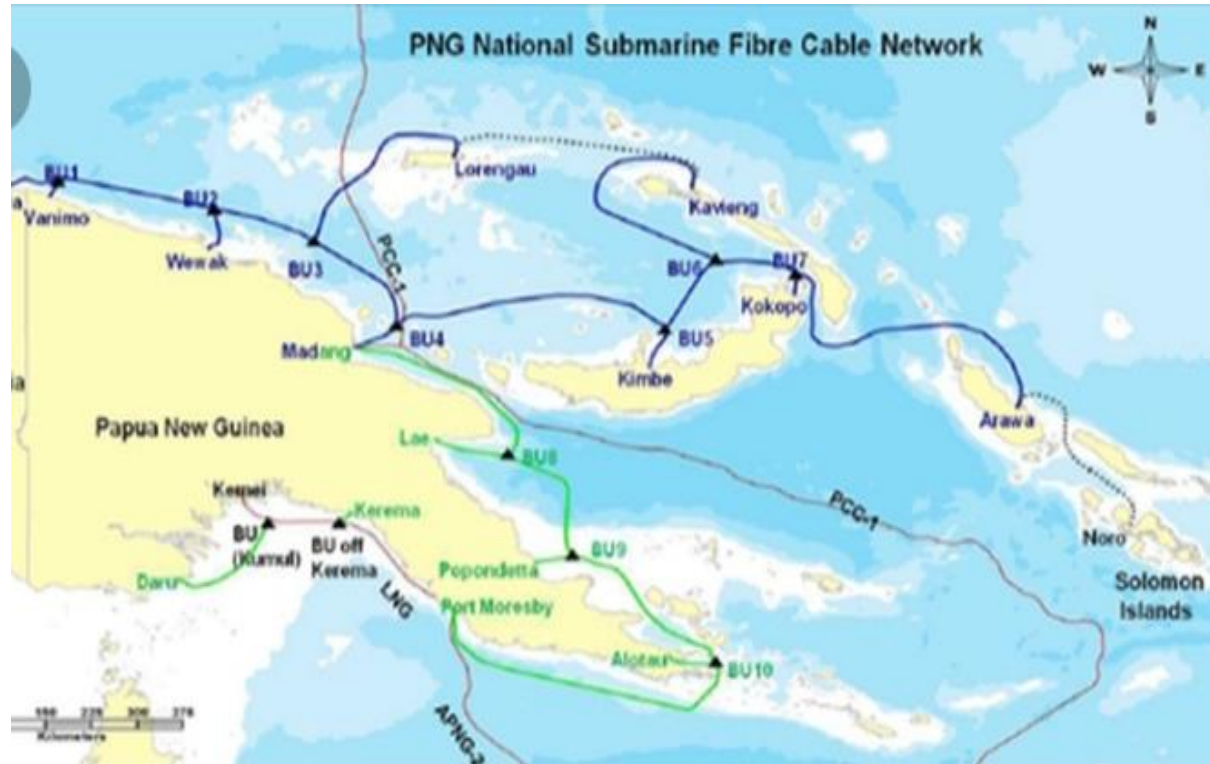 PNG National Submarine Fibre Cable Network
N
W E
S
BU1
a
Vanimo
BU2
Wewak
BU3
Lorengau
PCC-1
Kavieng
BU6
BU7
Kokopo
BU4
BU5
Madang
Kimbe
ia
Arawa
Papua New Guinea
Lae
BU8
PCC-1
Kerema
BU
(Kumul)
BU off
Kerema
BU9
Noro
Popondetta
Daru
LNG
Port Moresby
Solomon
Islands
Alotau
BU10
APNG-2
Kilometers